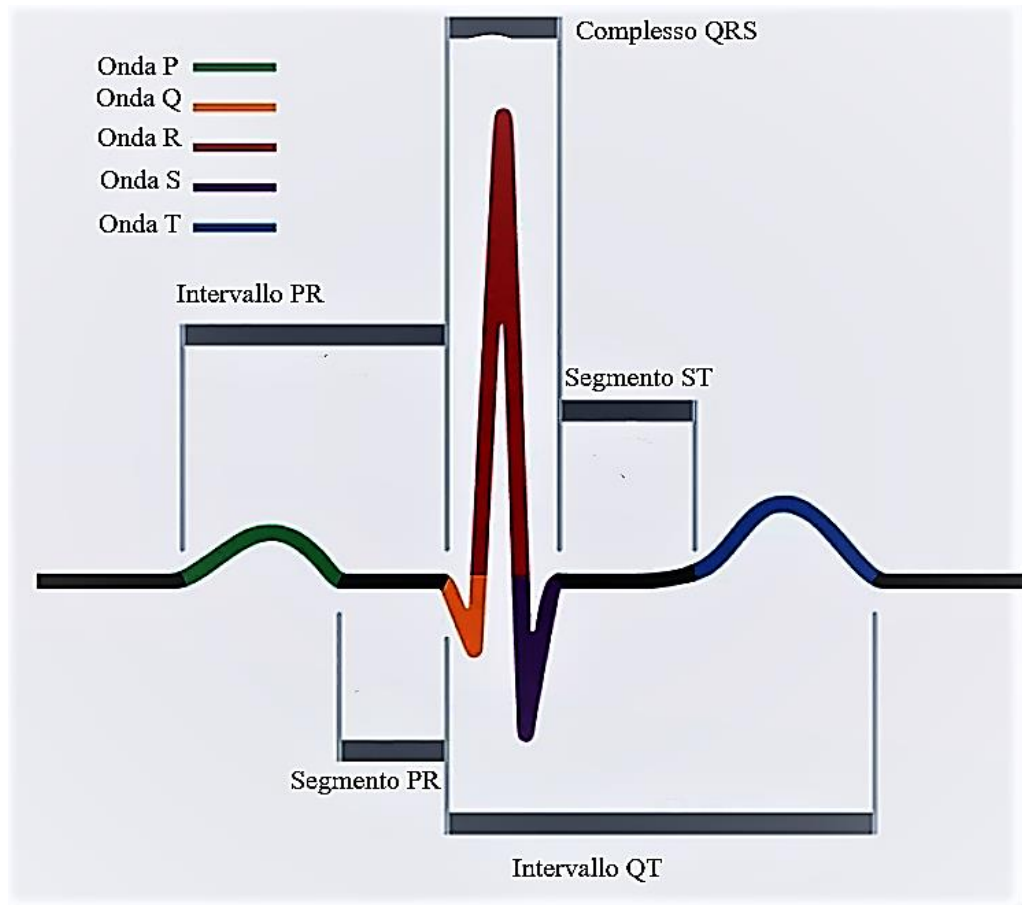 Complesso QRS
Onda P
Onda Q
Onda R
Onda S
Onda T
Intervallo PR
Segmento ST
Segmento PR
Intervallo QT